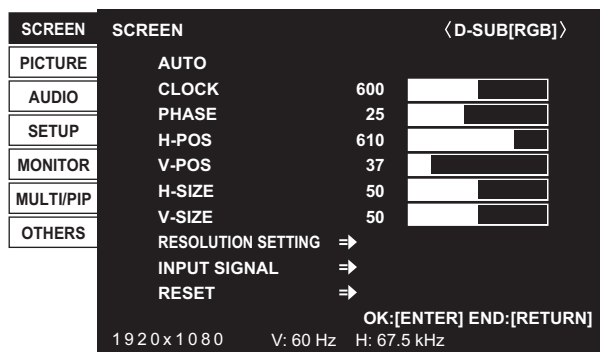 SCREEN
PICTURE
AUDIO
SETUP
MONITOR
MULTI/PIP
OTHERS
SCREEN 〈D-SUB[RGB]〉
AUTO
CLOCK 600
PHASE 25
H-POS 610
V-POS 37
H-SIZE 50
V-SIZE 50
RESOLUTION SETTING
INPUT SIGNAL
RESET
OK:[ENTER] END:[RETURN]
1920x1080 V: 60 Hz H: 67.5 kHz